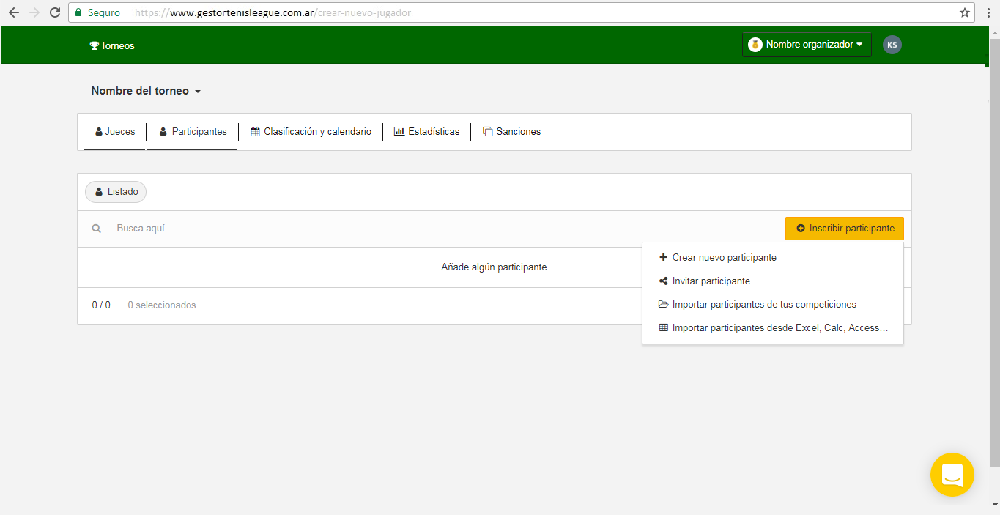 Seguro https://www.gestortenisleague.com.ar/crear-nuevo-jugador
Torneos
Nombre organizador
KS
Nombre del torneo
Jueces
Participantes
Clasificación y calendario
Estadísticas
Sanciones
Listado
Busca aquí
Inscribir participante
Añade algún participante
Crear nuevo participante
Invitar participante
Importar participantes de tus competiciones
Importar participantes desde Excel, Calc, Access...
0 / 0
0 seleccionados